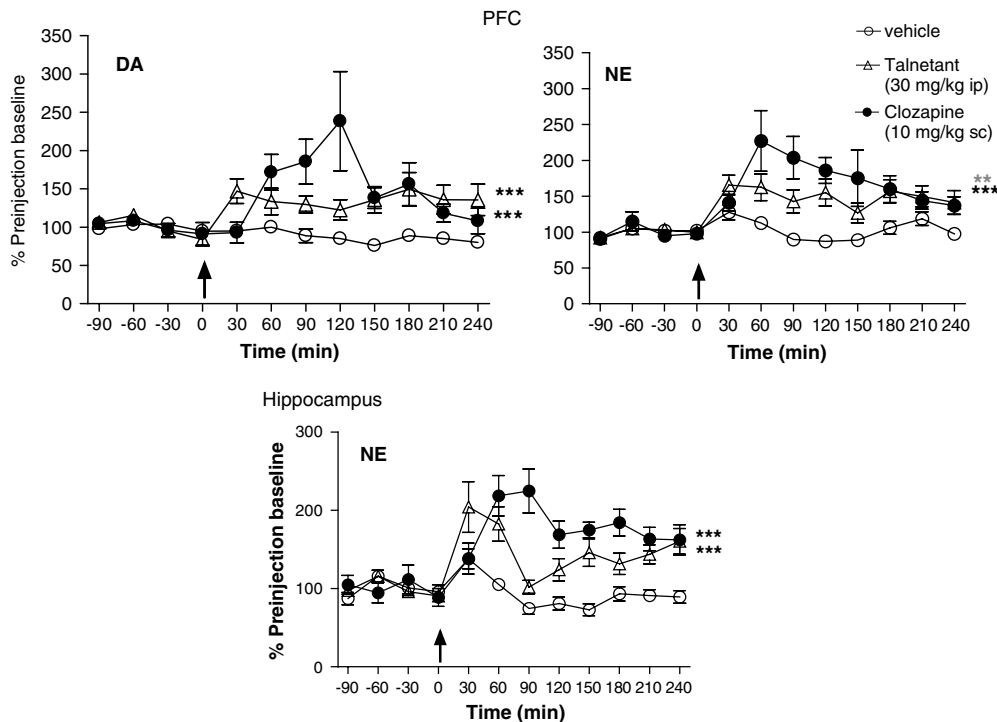 PFC
DA
% Preinjection baseline
350
300
250
200
150
100
50
0
***
***
-90 -60 -30 0 30 60 90 120 150 180 210 240
Time (min)
NE
350
300
250
200
150
100
50
0
vehicle
Talnetant
(30 mg/kg ip)
Clozapine
(10 mg/kg sc)
**
***
-90 -60 -30 0 30 60 90 120 150 180 210 240
Time (min)
Hippocampus
NE
% Preinjection baseline
300
200
100
0
***
***
-90 -60 -30 0 30 60 90 120 150 180 210 240
Time (min)